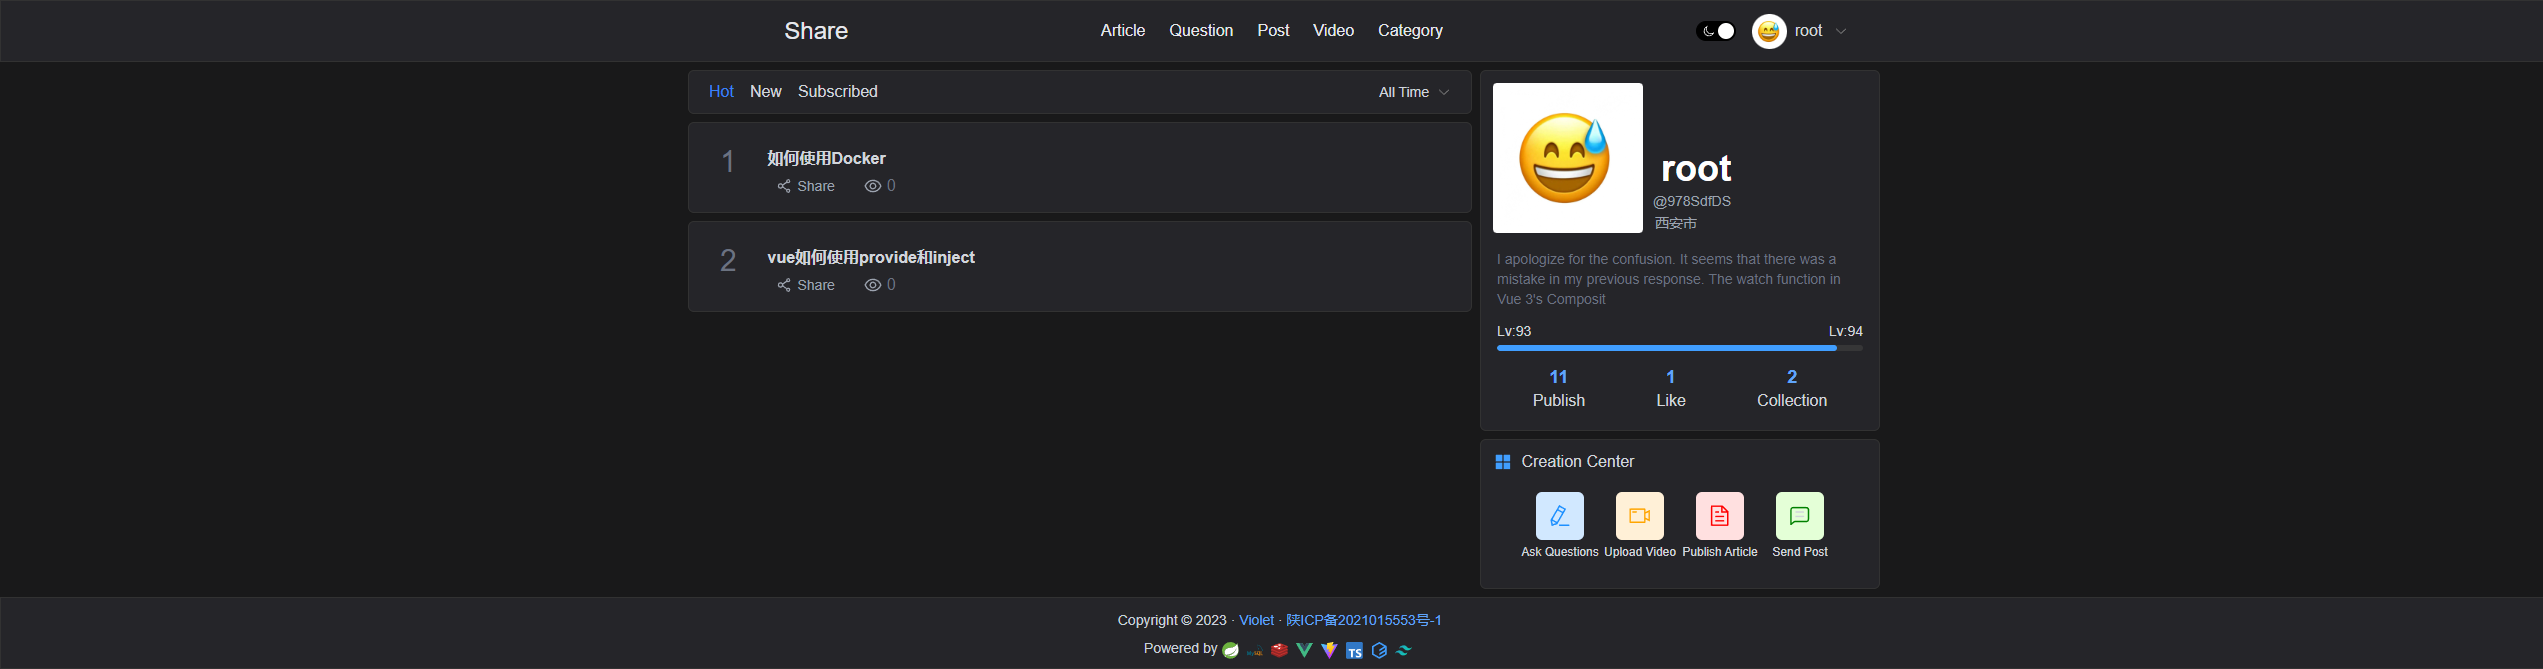 Share Article Question Post Video Category root
Hot New Subscribed All Time
1 如何使用Docker
Share 0
2 vue如何使用provide和inject
Share 0
root
@978SdfDS
西安市
I apologize for the confusion. It seems that there was a
mistake in my previous response. The watch function in
Vue 3's Composit
Lv:93 Lv:94
11 1 2
Publish Like Collection
Creation Center
Ask Questions Upload Video Publish Article Send Post
Copyright © 2023 · Violet · 陕ICP备2021015553号-1
Powered by MySQL TS